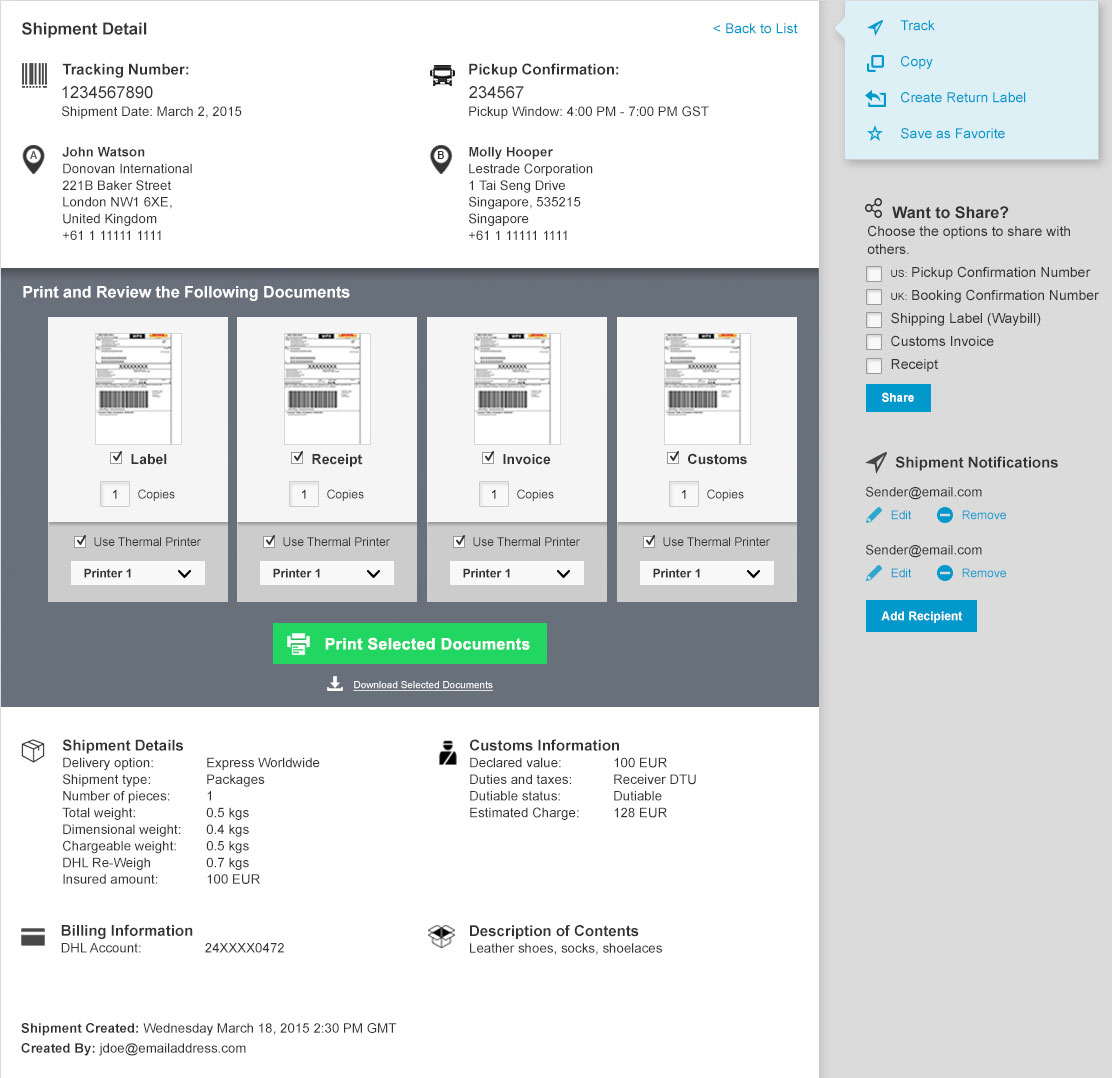 Shipment Detail
< Back to List
Tracking Number:
1234567890
Shipment Date: March 2, 2015
Pickup Confirmation:
234567
Pickup Window: 4:00 PM - 7:00 PM GST
A
John Watson
Donovan International
221B Baker Street
London NW1 6XE,
United Kingdom
+61 1 11111 1111
B
Molly Hooper
Lestrade Corporation
1 Tai Seng Drive
Singapore, 535215
Singapore
+61 1 11111 1111
Print and Review the Following Documents
Label
1 Copies
Use Thermal Printer
Printer 1
Receipt
1 Copies
Use Thermal Printer
Printer 1
Invoice
1 Copies
Use Thermal Printer
Printer 1
Customs
1 Copies
Use Thermal Printer
Printer 1
Print Selected Documents
Download Selected Documents
Shipment Details
Delivery option: Express Worldwide
Shipment type: Packages
Number of pieces: 1
Total weight: 0.5 kgs
Dimensional weight: 0.4 kgs
Chargeable weight: 0.5 kgs
DHL Re-Weigh 0.7 kgs
Insured amount: 100 EUR
Customs Information
Declared value: 100 EUR
Duties and taxes: Receiver DTU
Dutiable status: Dutiable
Estimated Charge: 128 EUR
Billing Information
DHL Account: 24XXXX0472
Description of Contents
Leather shoes, socks, shoelaces
Shipment Created: Wednesday March 18, 2015 2:30 PM GMT
Created By: jdoe@emailaddress.com
Track
Copy
Create Return Label
Save as Favorite
Want to Share?
Choose the options to share with
others.
US: Pickup Confirmation Number
UK: Booking Confirmation Number
Shipping Label (Waybill)
Customs Invoice
Receipt
Share
Shipment Notifications
Sender@email.com
Edit Remove
Sender@email.com
Edit Remove
Add Recipient